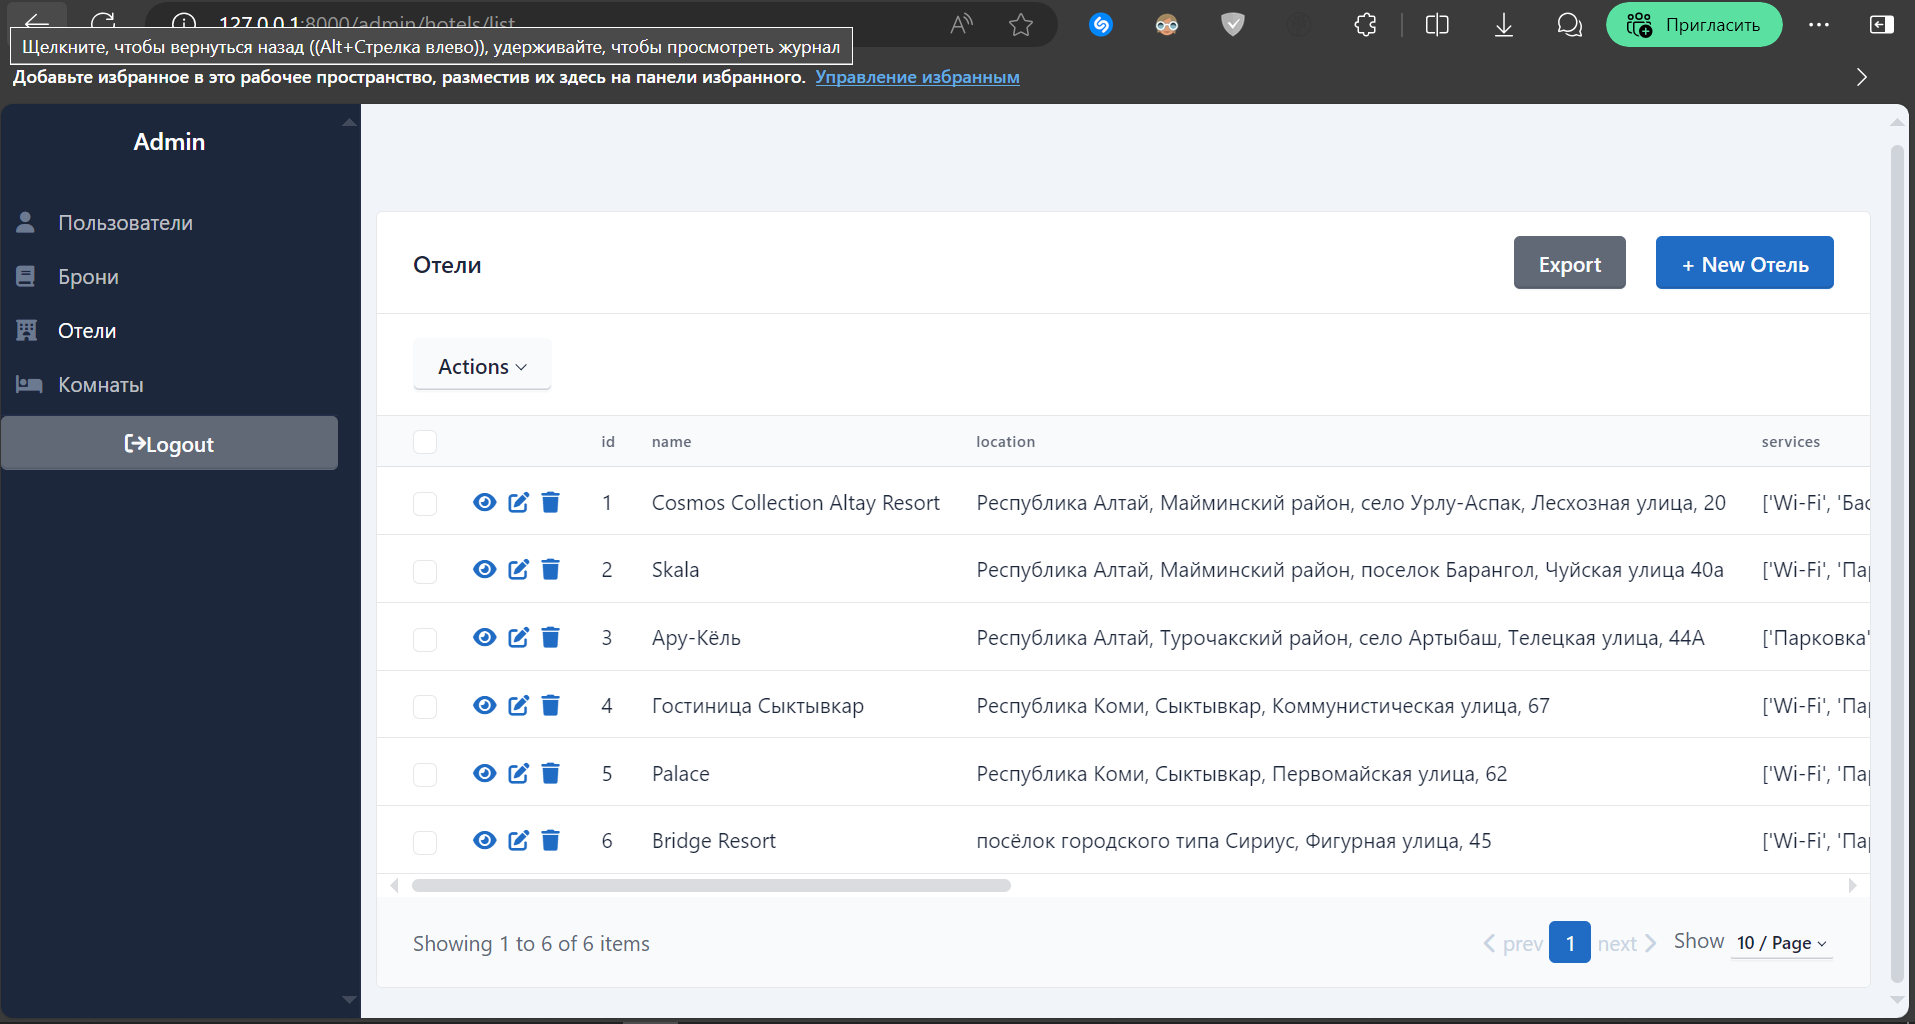 127.0.0.1:8000/admin/hotels/list
Пригласить
Щелкните, чтобы вернуться назад ((Alt+Стрелка влево)), удерживайте, чтобы просмотреть журнал
Добавьте избранное в это рабочее пространство, разместив их здесь на панели избранного. Управление избранным
Admin
Пользователи
Брони
Отели
Комнаты
Logout
Отели
Export
+ New Отель
Actions
id name location services
1 Cosmos Collection Altay Resort Республика Алтай, Майминский район, село Урлу-Аспак, Лесхозная улица, 20 ['Wi-Fi', 'Бас
2 Skala Республика Алтай, Майминский район, поселок Барангол, Чуйская улица 40а ['Wi-Fi', 'Пар
3 Ару-Кёль Республика Алтай, Турочакский район, село Артыбаш, Телецкая улица, 44А ['Парковка'
4 Гостиница Сыктывкар Республика Коми, Сыктывкар, Коммунистическая улица, 67 ['Wi-Fi', 'Пар
5 Palace Республика Коми, Сыктывкар, Первомайская улица, 62 ['Wi-Fi', 'Пар
6 Bridge Resort посёлок городского типа Сириус, Фигурная улица, 45 ['Wi-Fi', 'Пар
Showing 1 to 6 of 6 items
prev 1 next Show 10 / Page